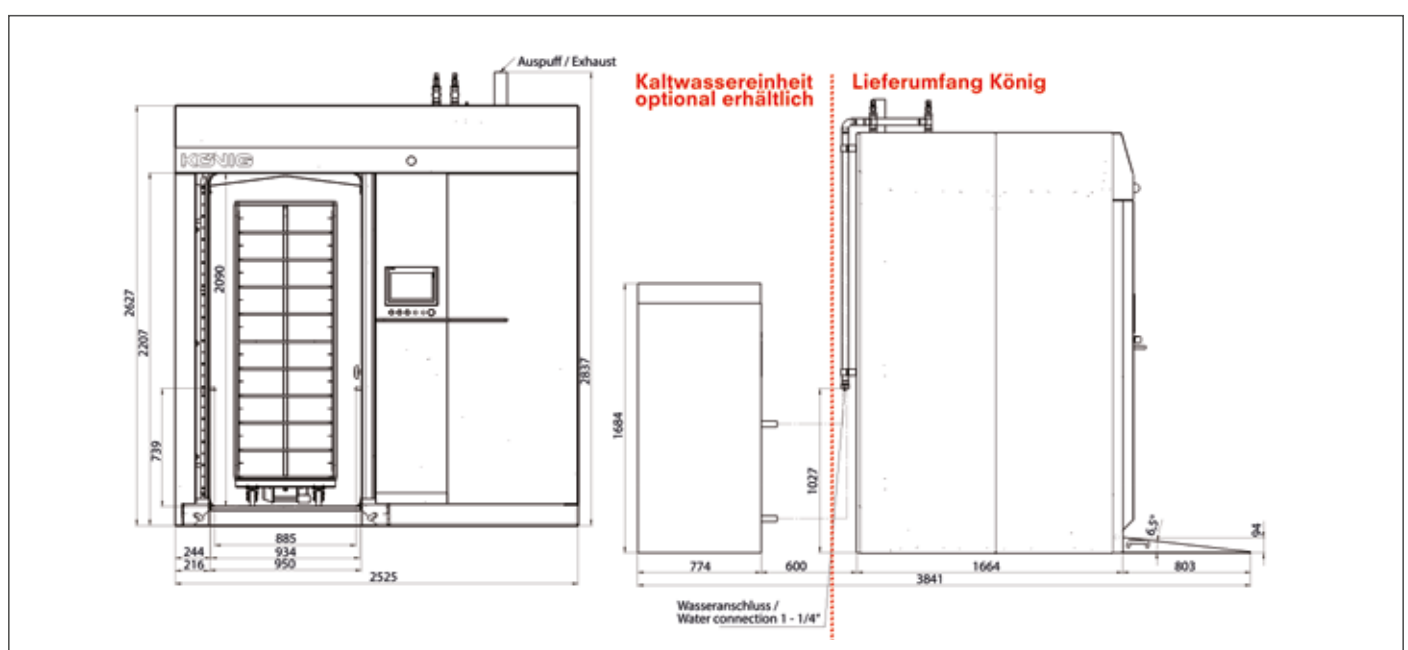 Auspuff / Exhaust
Kaltwassereinheit
optional erhältlich
Lieferumfang König
KÖNIG
2627
2207
2090
739
2837
885
244
934
216
950
2525
1684
1027
6,5°
94
774
600
1664
803
3841
Wasseranschluss /
Water connection 1 - 1/4"